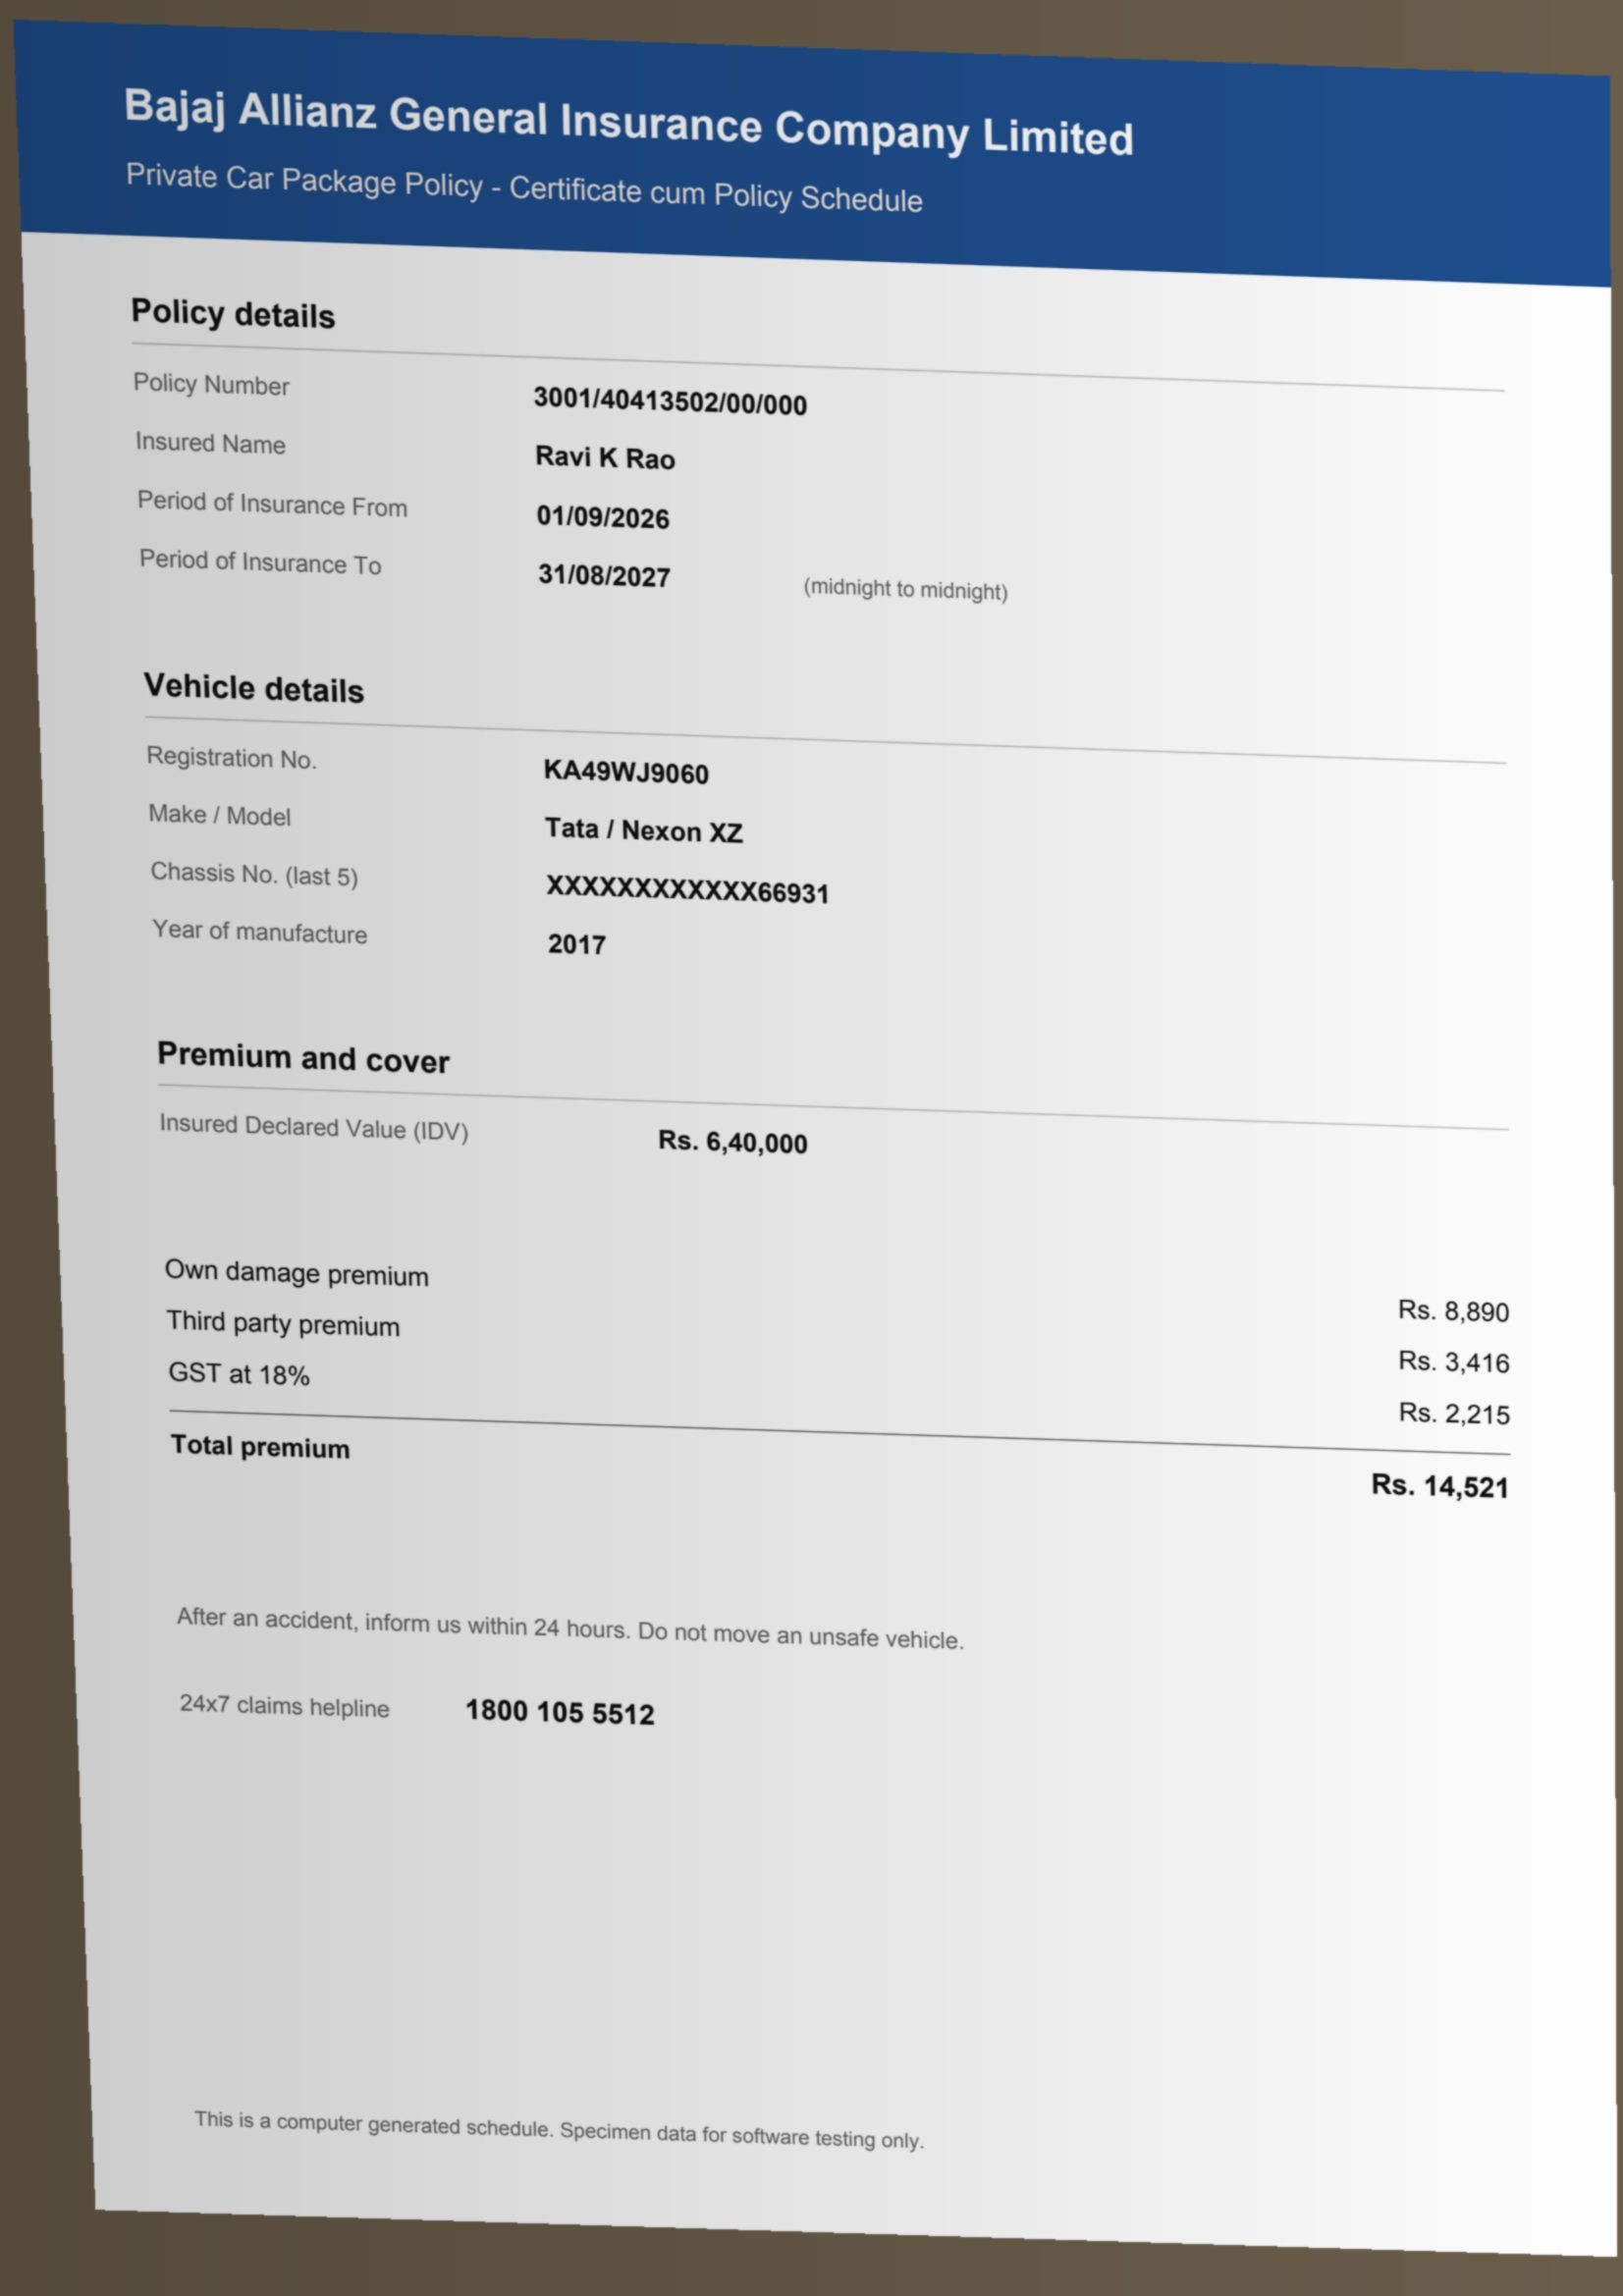 Bajaj Allianz General Insurance Company Limited
Private Car Package Policy - Certificate cum Policy Schedule
Policy details
Policy Number 3001/40413502/00/000
Insured Name Ravi K Rao
Period of Insurance From 01/09/2026
Period of Insurance To 31/08/2027 (midnight to midnight)
Vehicle details
Registration No. KA49WJ9060
Make / Model Tata / Nexon XZ
Chassis No. (last 5) XXXXXXXXXXXX66931
Year of manufacture 2017
Premium and cover
Insured Declared Value (IDV) Rs. 6,40,000
Own damage premium Rs. 8,890
Third party premium Rs. 3,416
GST at 18% Rs. 2,215
Total premium Rs. 14,521
After an accident, inform us within 24 hours. Do not move an unsafe vehicle.
24x7 claims helpline 1800 105 5512
This is a computer generated schedule. Specimen data for software testing only.